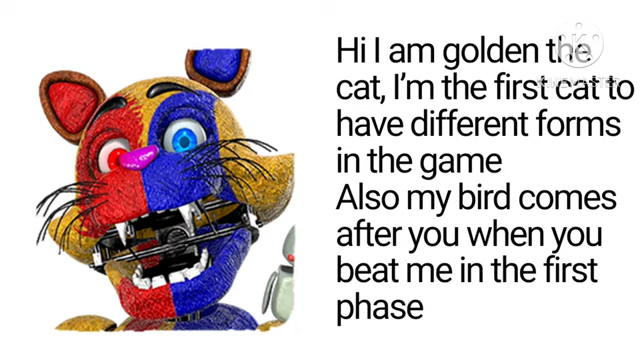 Hi I am golden the
cat, I'm the first cat to
have different forms
in the game
Also my bird comes
after you when you
beat me in the first
phase
KINEMASTER